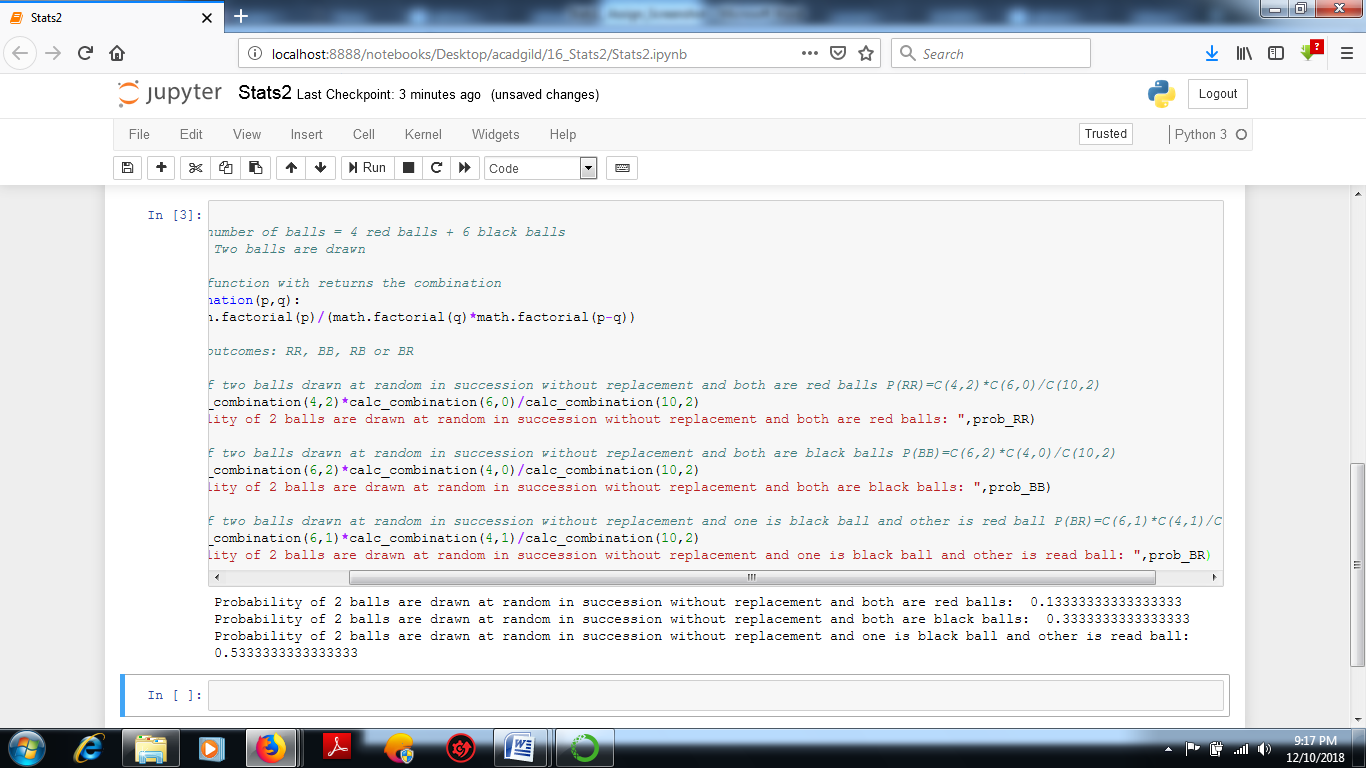 Stats2
localhost:8888/notebooks/Desktop/acadgild/16_Stats2/Stats2.ipynb
Search
?
jupyter Stats2 Last Checkpoint: 3 minutes ago (unsaved changes)
Logout
File Edit View Insert Cell Kernel Widgets Help
Trusted
Python 3
Run
Code
In [3]:
number of balls = 4 red balls + 6 black balls
Two balls are drawn
function with returns the combination
nation(p,q):
h.factorial(p)/(math.factorial(q)*math.factorial(p-q))
outcomes: RR, BB, RB or BR
f two balls drawn at random in succession without replacement and both are red balls P(RR)=C(4,2)*C(6,0)/C(10,2)
_combination(4,2)*calc_combination(6,0)/calc_combination(10,2)
lity of 2 balls are drawn at random in succession without replacement and both are red balls: ",prob_RR)
f two balls drawn at random in succession without replacement and both are black balls P(BB)=C(6,2)*C(4,0)/C(10,2)
_combination(6,2)*calc_combination(4,0)/calc_combination(10,2)
lity of 2 balls are drawn at random in succession without replacement and both are black balls: ",prob_BB)
f two balls drawn at random in succession without replacement and one is black ball and other is red ball P(BR)=C(6,1)*C(4,1)/C
_combination(6,1)*calc_combination(4,1)/calc_combination(10,2)
lity of 2 balls are drawn at random in succession without replacement and one is black ball and other is read ball: ",prob_BR)
Probability of 2 balls are drawn at random in succession without replacement and both are red balls:  0.13333333333333333
Probability of 2 balls are drawn at random in succession without replacement and both are black balls:  0.3333333333333333
Probability of 2 balls are drawn at random in succession without replacement and one is black ball and other is read ball:
0.5333333333333333
In [ ]:
9:17 PM
12/10/2018